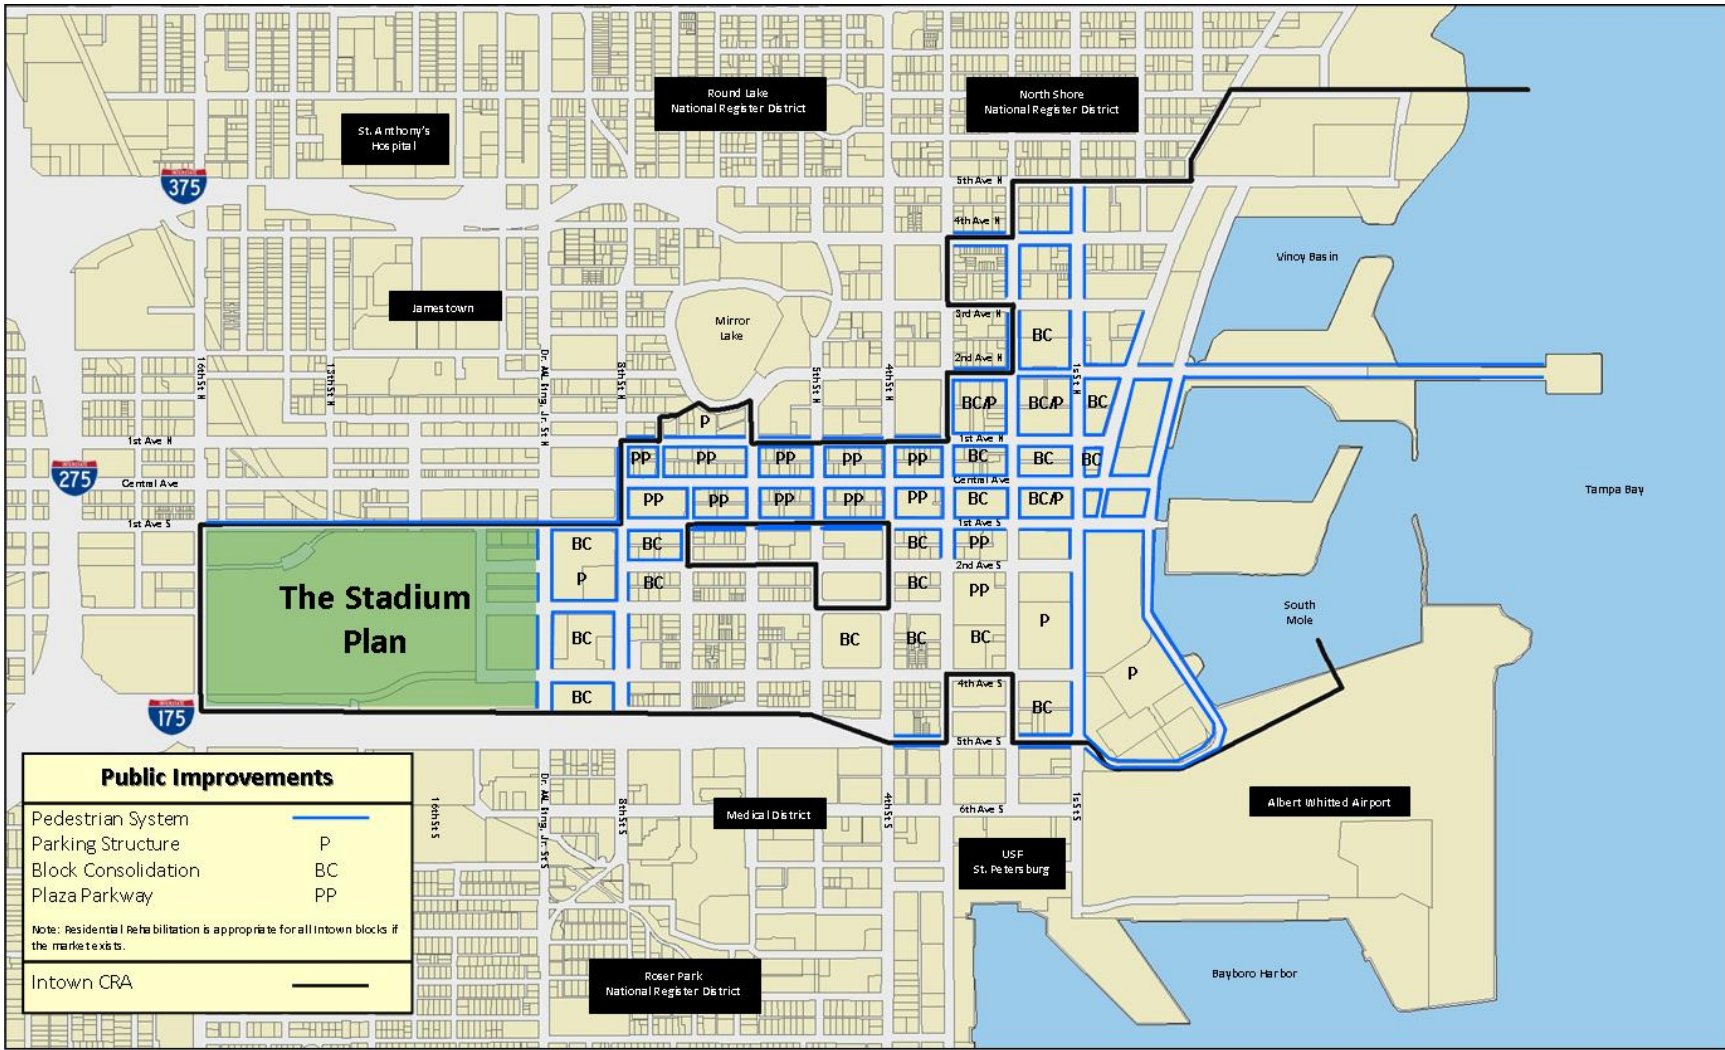 Round Lake
National Register District
North Shore
National Register District
St. Anthony's
Hospital
INTERSTATE
375
5th Ave N
4th Ave N
Vinoy Basin
Jamestown
3rd Ave N
Mirror
Lake
BC
2nd Ave N
16th St N
13th St N
Dr. ML King, Jr. St N
8th St N
5th St N
4th St N
1st St N
BC/P
BC/P
BC
P
1st Ave N
1st Ave N
INTERSTATE
275
PP
PP
PP
PP
PP
BC
BC
BC
Central Ave
Central Ave
Tampa Bay
PP
PP
PP
PP
PP
BC
BC/P
1st Ave S
1st Ave S
BC
BC
BC
PP
2nd Ave S
P
BC
BC
PP
The Stadium
Plan
South
Mole
P
BC
BC
BC
BC
P
4th Ave S
BC
BC
INTERSTATE
175
5th Ave S
Public Improvements
Pedestrian System
Parking Structure P
Block Consolidation BC
Plaza Parkway PP
Note: Residential Rehabilitation is appropriate for all Intown blocks if
the market exists.
Intown CRA
16th St S
Dr. ML King, Jr. St S
8th St S
4th St S
1st St S
Medical District
6th Ave S
Albert Whitted Airport
USF
St. Petersburg
Roser Park
National Register District
Bayboro Harbor